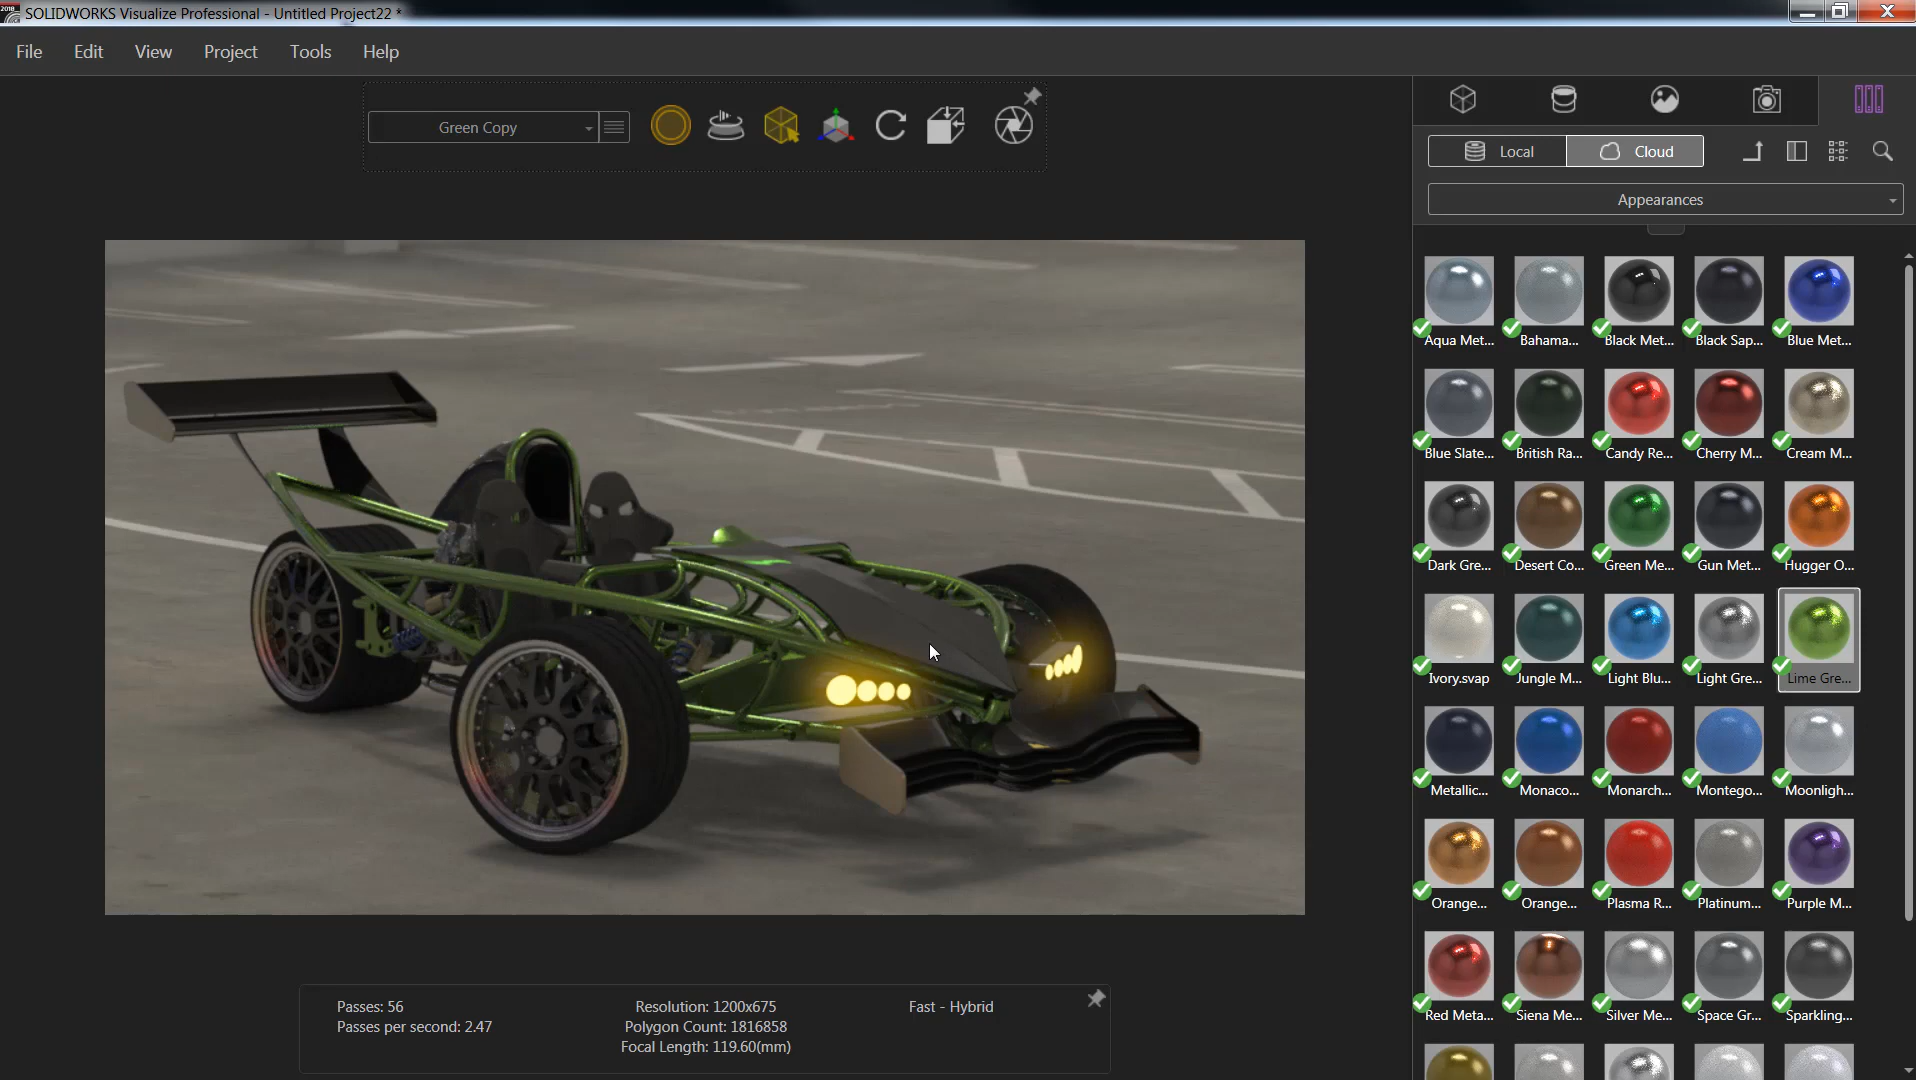 2018
SOLIDWORKS Visualize Professional - Untitled Project22 *
File Edit View Project Tools Help
Green Copy
Local Cloud
Appearances
Aqua Met... Bahama... Black Met... Black Sap... Blue Met...
Blue Slate... British Ra... Candy Re... Cherry M... Cream M...
Dark Gre... Desert Co... Green Me... Gun Met... Hugger O...
Ivory.svap Jungle M... Light Blu... Light Gre... Lime Gre...
Metallic... Monaco... Monarch... Montego... Moonligh...
Orange... Orange... Plasma R... Platinum... Purple M...
Red Meta... Siena Me... Silver Me... Space Gr... Sparkling...
Passes: 56
Passes per second: 2.47
Resolution: 1200x675
Polygon Count: 1816858
Focal Length: 119.60(mm)
Fast - Hybrid